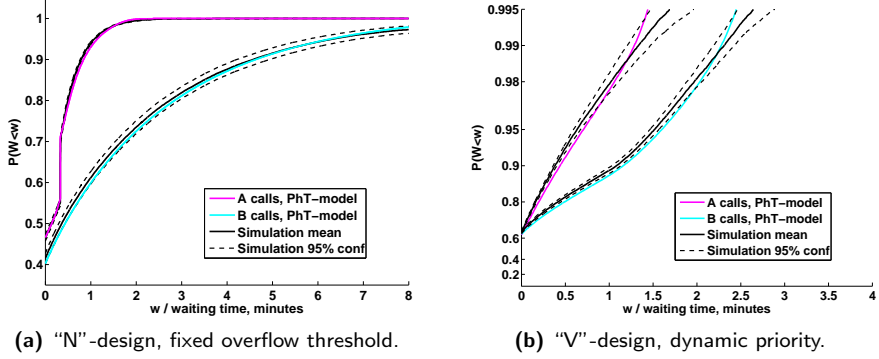 1
0.9
0.8
0.7
0.6
0.5
0.4
P(W<w)
A calls, PhT−model
B calls, PhT−model
Simulation mean
Simulation 95% conf
0 1 2 3 4 5 6 7 8
w / waiting time, minutes
(a) “N”-design, fixed overflow threshold.
0.995
0.99
0.98
0.95
0.9
0.8
0.6
0.4
0.2
P(W<w)
A calls, PhT−model
B calls, PhT−model
Simulation mean
Simulation 95% conf
0 0.5 1 1.5 2 2.5 3 3.5 4
w / waiting time, minutes
(b) “V”-design, dynamic priority.